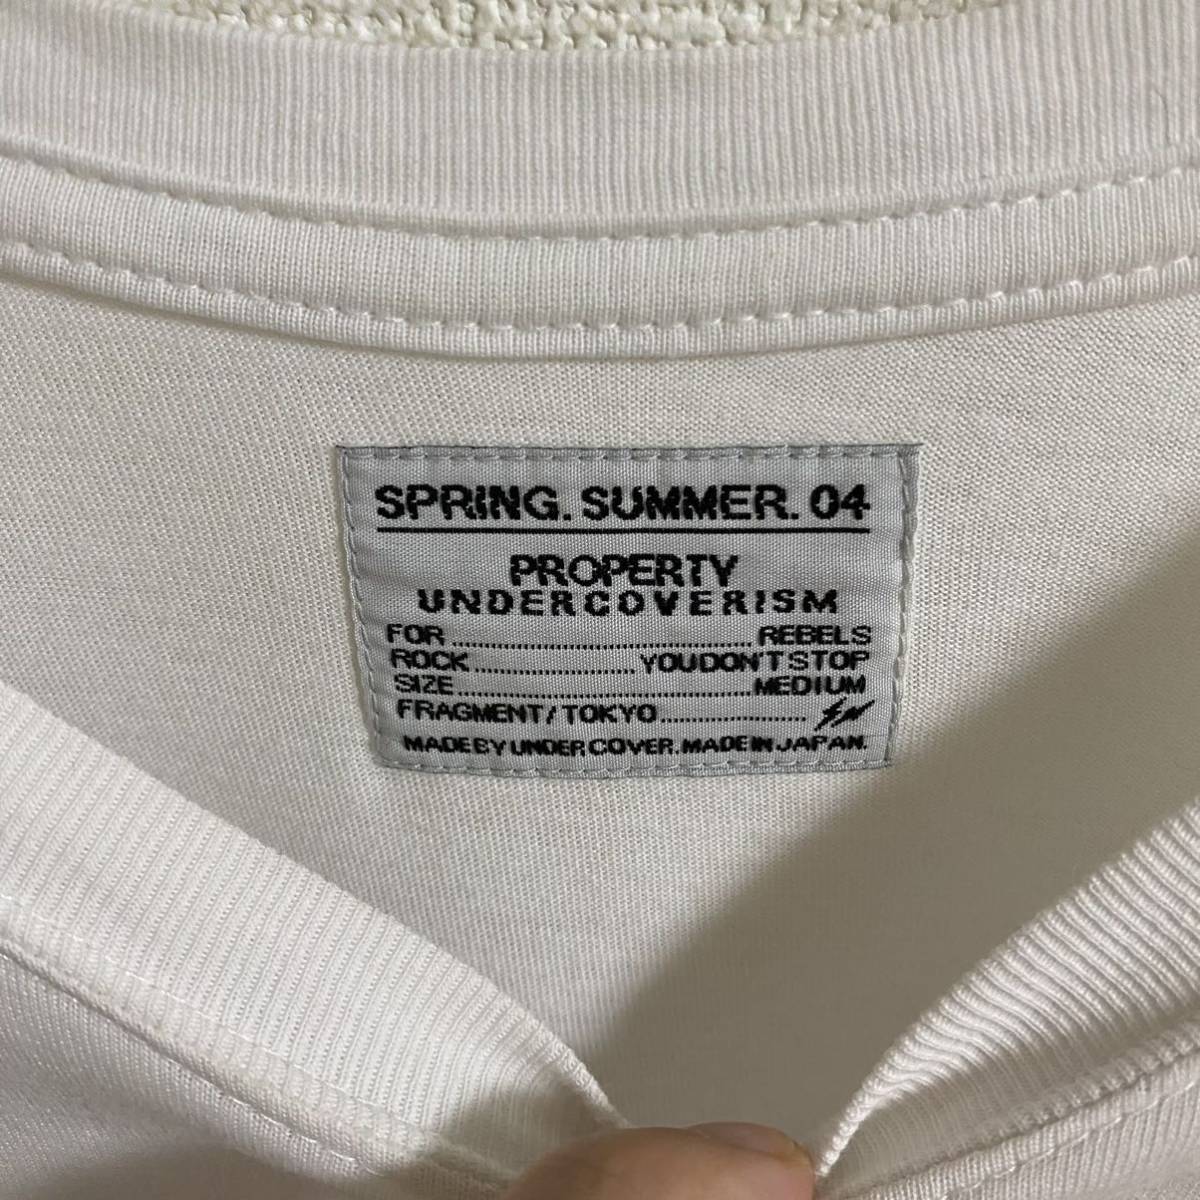 SPRING. SUMMER. 04
PROPERTY
UNDERCOVERISM
FOR.......................................REBELS
ROCK.....................YOU DON'T STOP
SIZE.......................................MEDIUM
FRAGMENT/TOKYO...................
MADE BY UNDER COVER. MADE IN JAPAN.